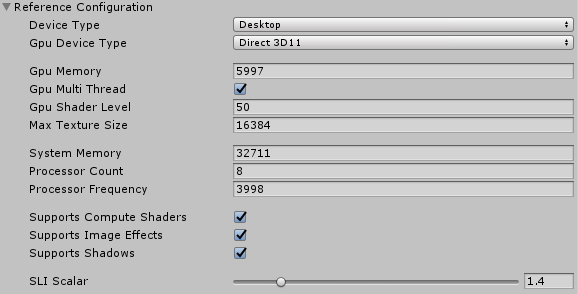 Reference Configuration
Device Type Desktop
Gpu Device Type Direct 3D11
Gpu Memory 5997
Gpu Multi Thread
Gpu Shader Level 50
Max Texture Size 16384
System Memory 32711
Processor Count 8
Processor Frequency 3998
Supports Compute Shaders
Supports Image Effects
Supports Shadows
SLI Scalar 1.4